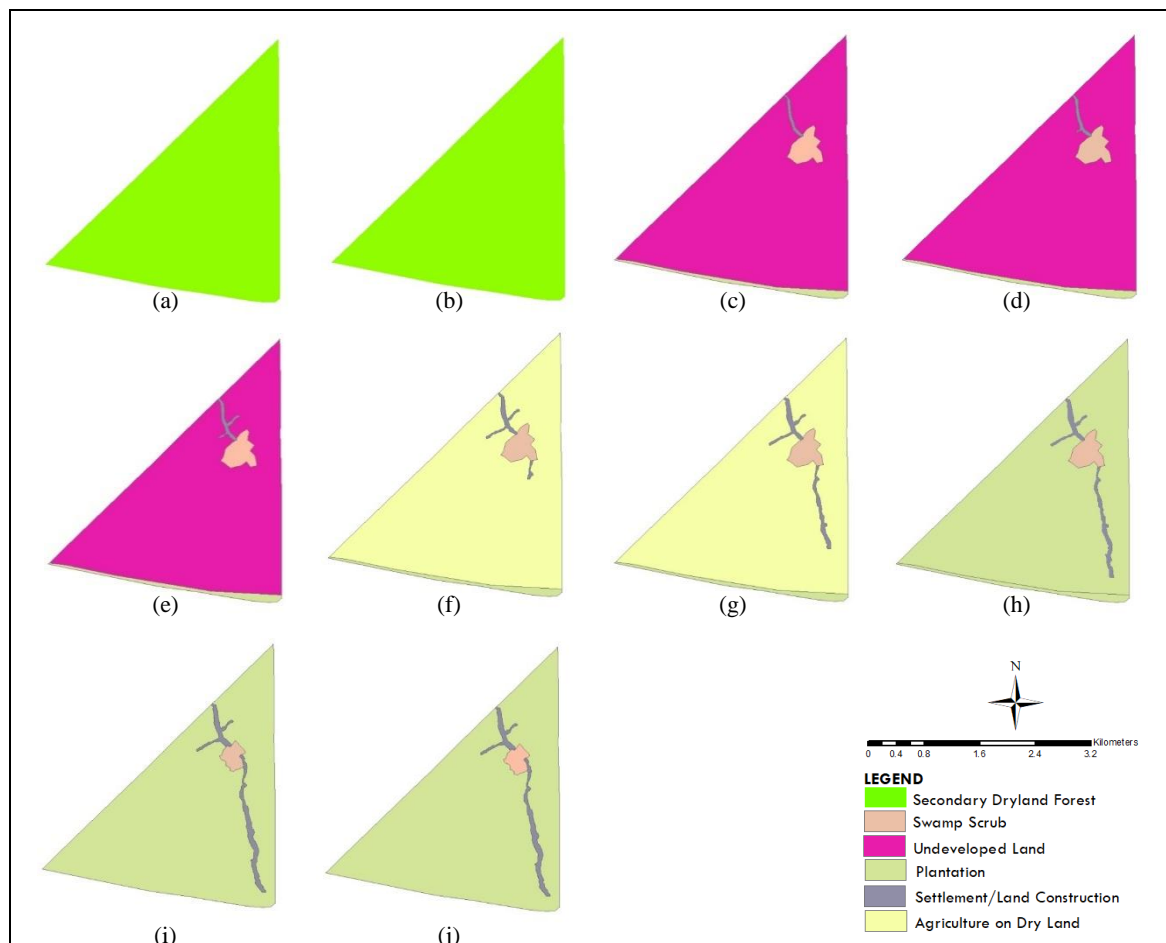 (a) (b) (c) (d)
(e) (f) (g) (h)
N
Kilometers
0 0.4 0.8 1.6 2.4 3.2
LEGEND
Secondary Dryland Forest
Swamp Scrub
Undeveloped Land
Plantation
Settlement/Land Construction
Agriculture on Dry Land
(i) (j)